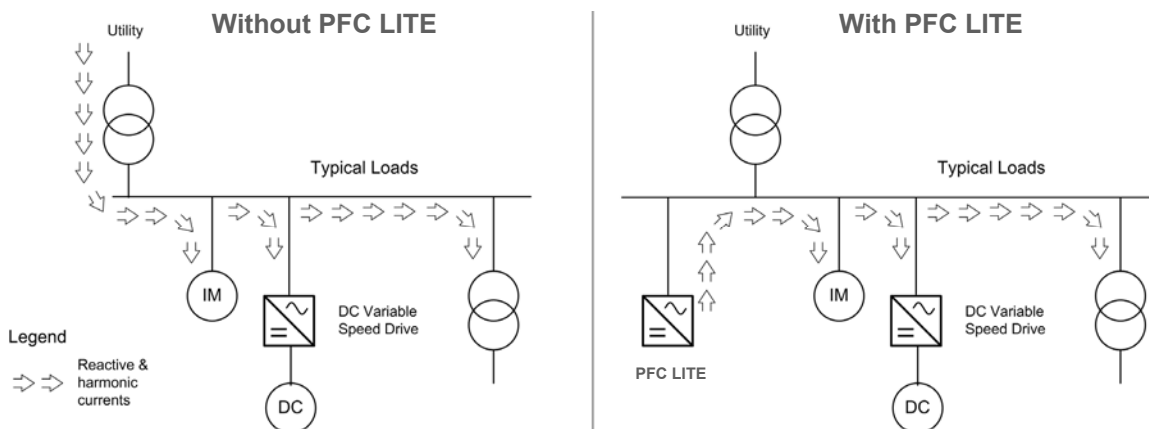 Without PFC LITE
Utility
Typical Loads
IM
DC Variable
Speed Drive
DC
Legend
Reactive &
harmonic
currents
With PFC LITE
Utility
Typical Loads
IM
DC Variable
Speed Drive
PFC LITE
DC